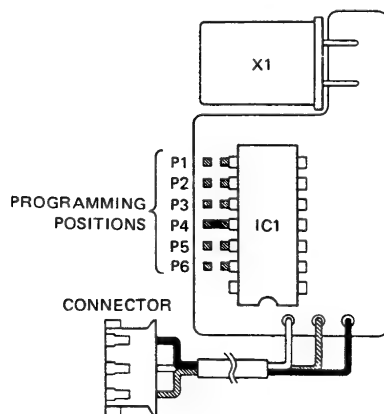 X1
P1
P2
P3
PROGRAMMING
POSITIONS
P4
P5
P6
IC1
CONNECTOR